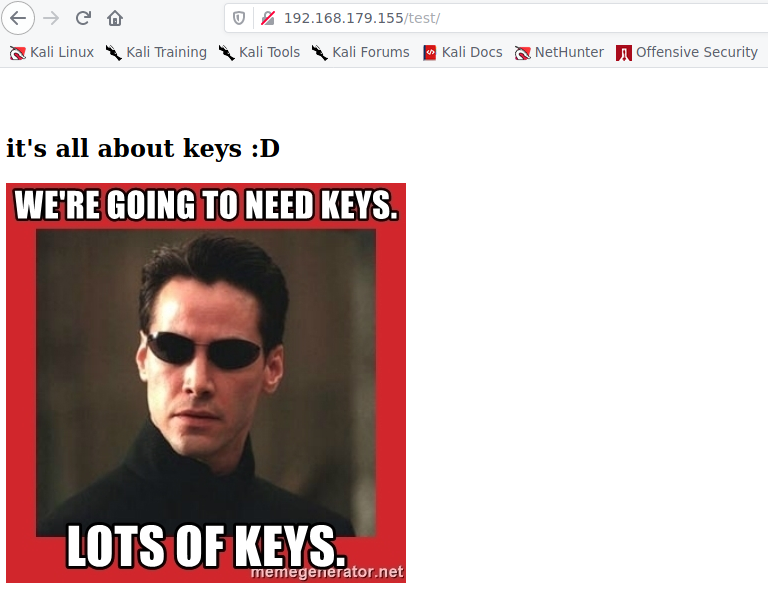 192.168.179.155/test/
Kali Linux Kali Training Kali Tools Kali Forums Kali Docs NetHunter Offensive Security
it's all about keys :D
WE'RE GOING TO NEED KEYS.
LOTS OF KEYS.
memegenerator.net